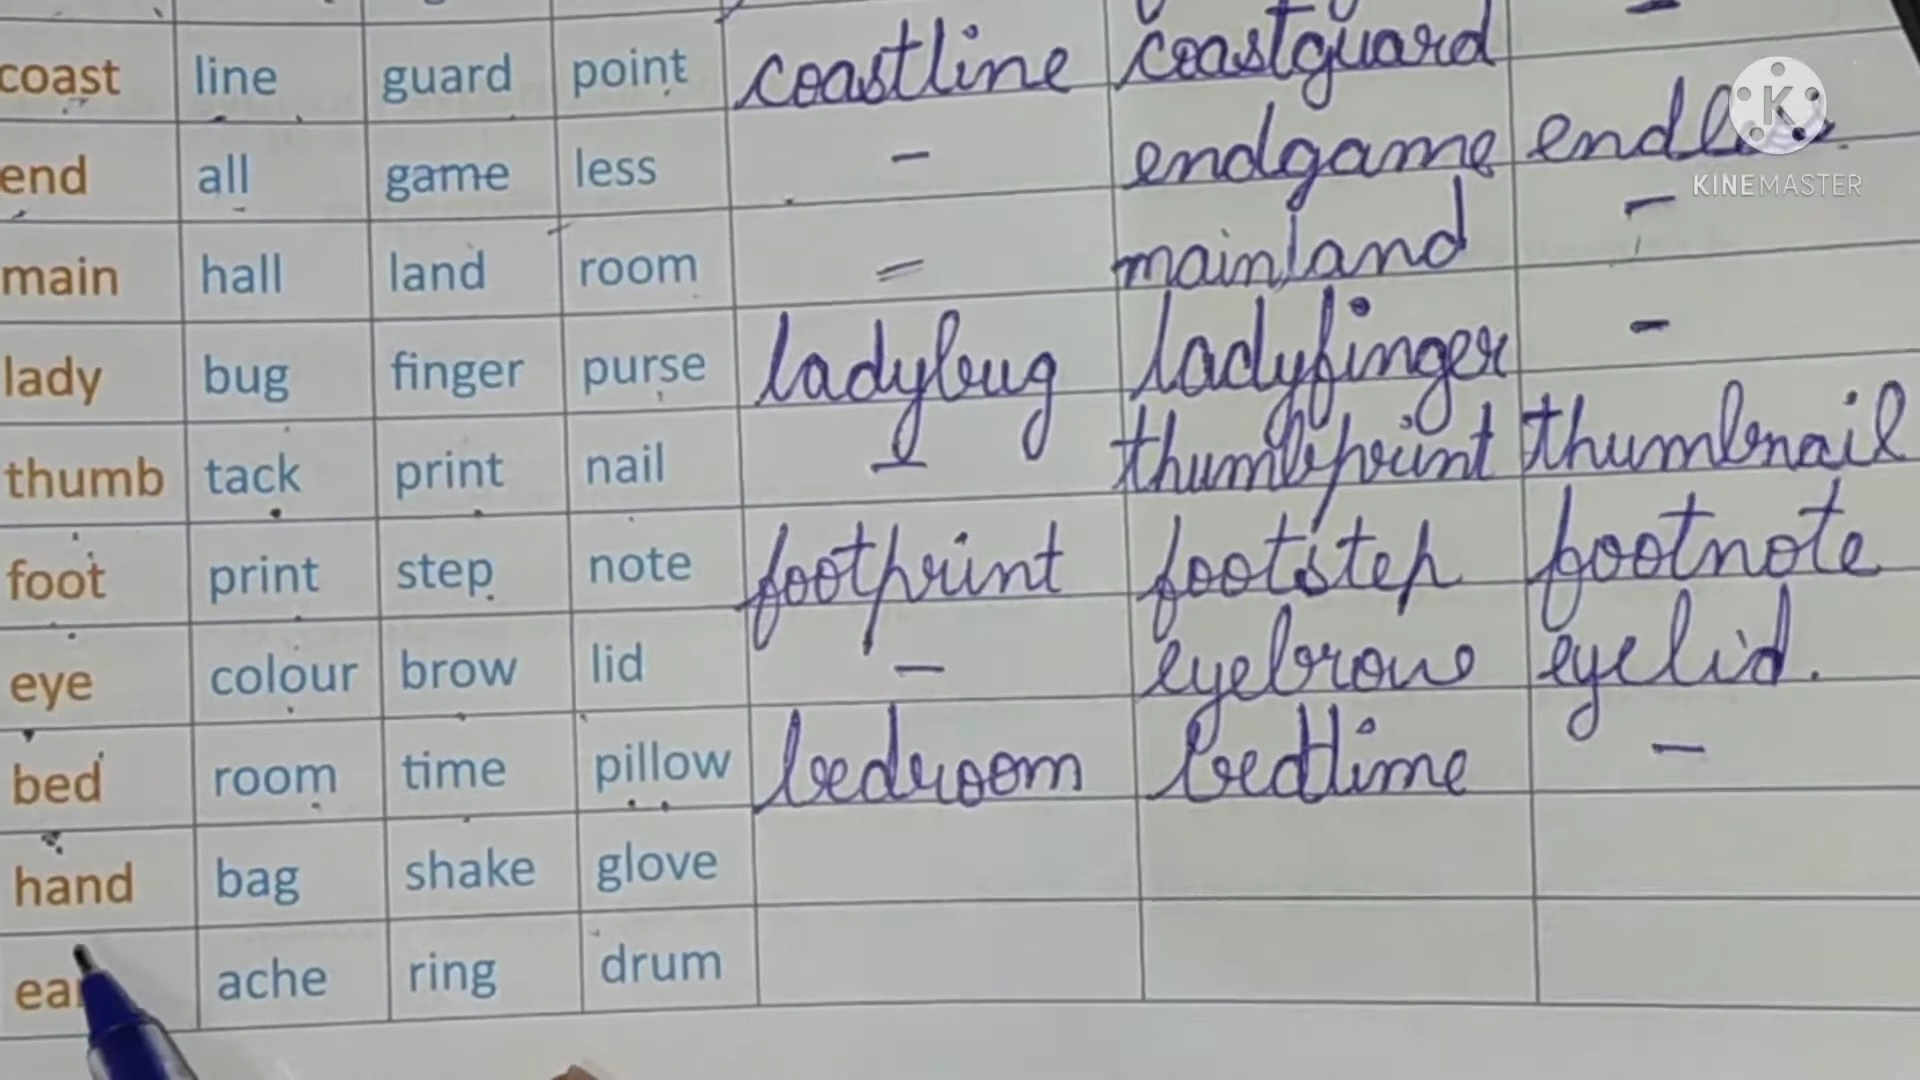 coast line guard point coastline coastguard -
end all game less - endgame
KINEMASTER
main hall land room = mainland -
lady bug finger purse ladybug ladyfinger -
thumb tack print nail - thumbprint thumbnail
foot print step note footprint footstep footnote
eye colour brow lid - eyebrow eyelid.
bed room time pillow bedroom bedtime -
hand bag shake glove
ache ring drum